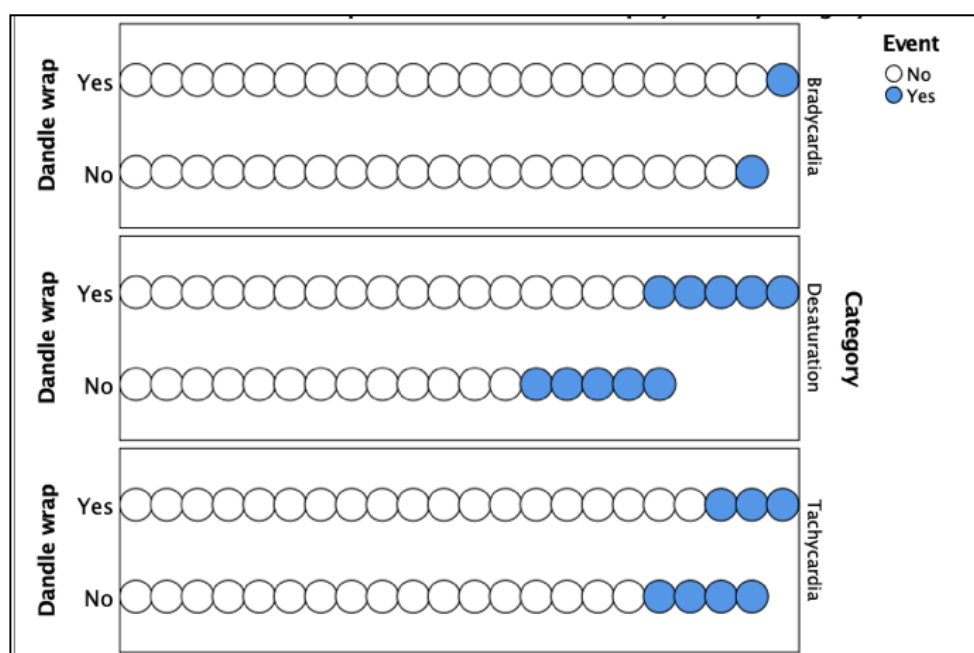 Event
No
Yes
Dandle wrap
Yes
No
Bradycardia
Dandle wrap
Yes
No
Desaturation
Category
Dandle wrap
Yes
No
Tachycardia